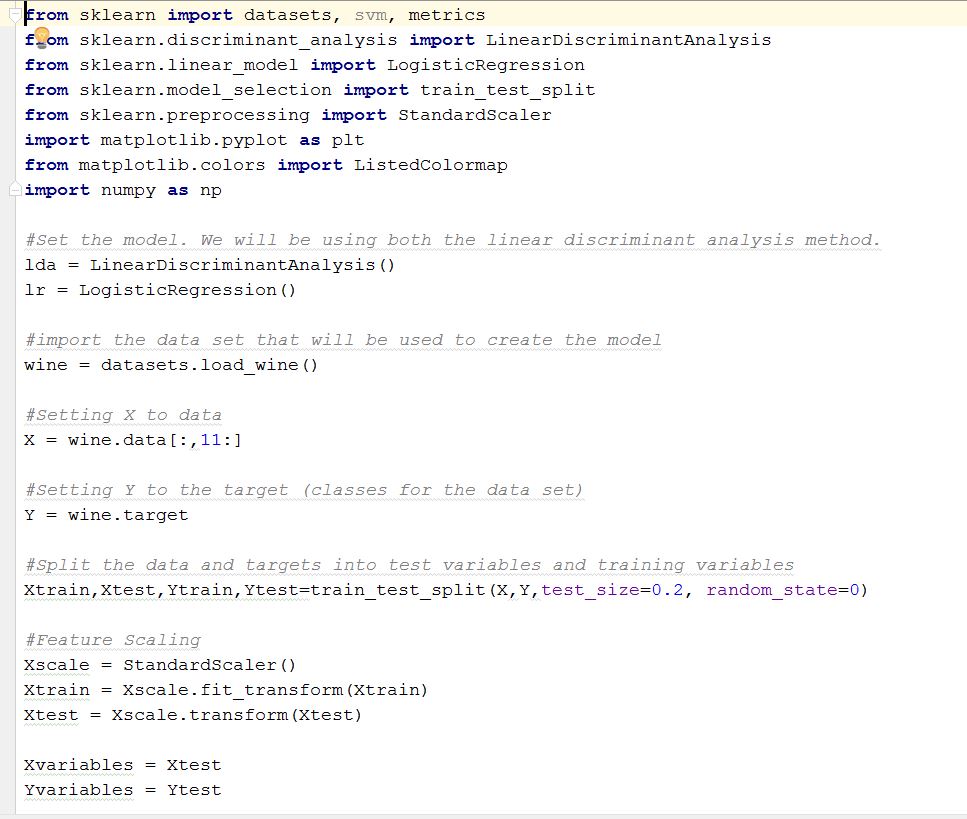 from sklearn import datasets, svm, metrics
from sklearn.discriminant_analysis import LinearDiscriminantAnalysis
from sklearn.linear_model import LogisticRegression
from sklearn.model_selection import train_test_split
from sklearn.preprocessing import StandardScaler
import matplotlib.pyplot as plt
from matplotlib.colors import ListedColormap
import numpy as np
#Set the model. We will be using both the linear discriminant analysis method.
lda = LinearDiscriminantAnalysis()
lr = LogisticRegression()
#import the data set that will be used to create the model
wine = datasets.load_wine()
#Setting X to data
X = wine.data[:,11:]
#Setting Y to the target (classes for the data set)
Y = wine.target
#Split the data and targets into test variables and training variables
Xtrain,Xtest,Ytrain,Ytest=train_test_split(X,Y,test_size=0.2, random_state=0)
#Feature Scaling
Xscale = StandardScaler()
Xtrain = Xscale.fit_transform(Xtrain)
Xtest = Xscale.transform(Xtest)
Xvariables = Xtest
Yvariables = Ytest